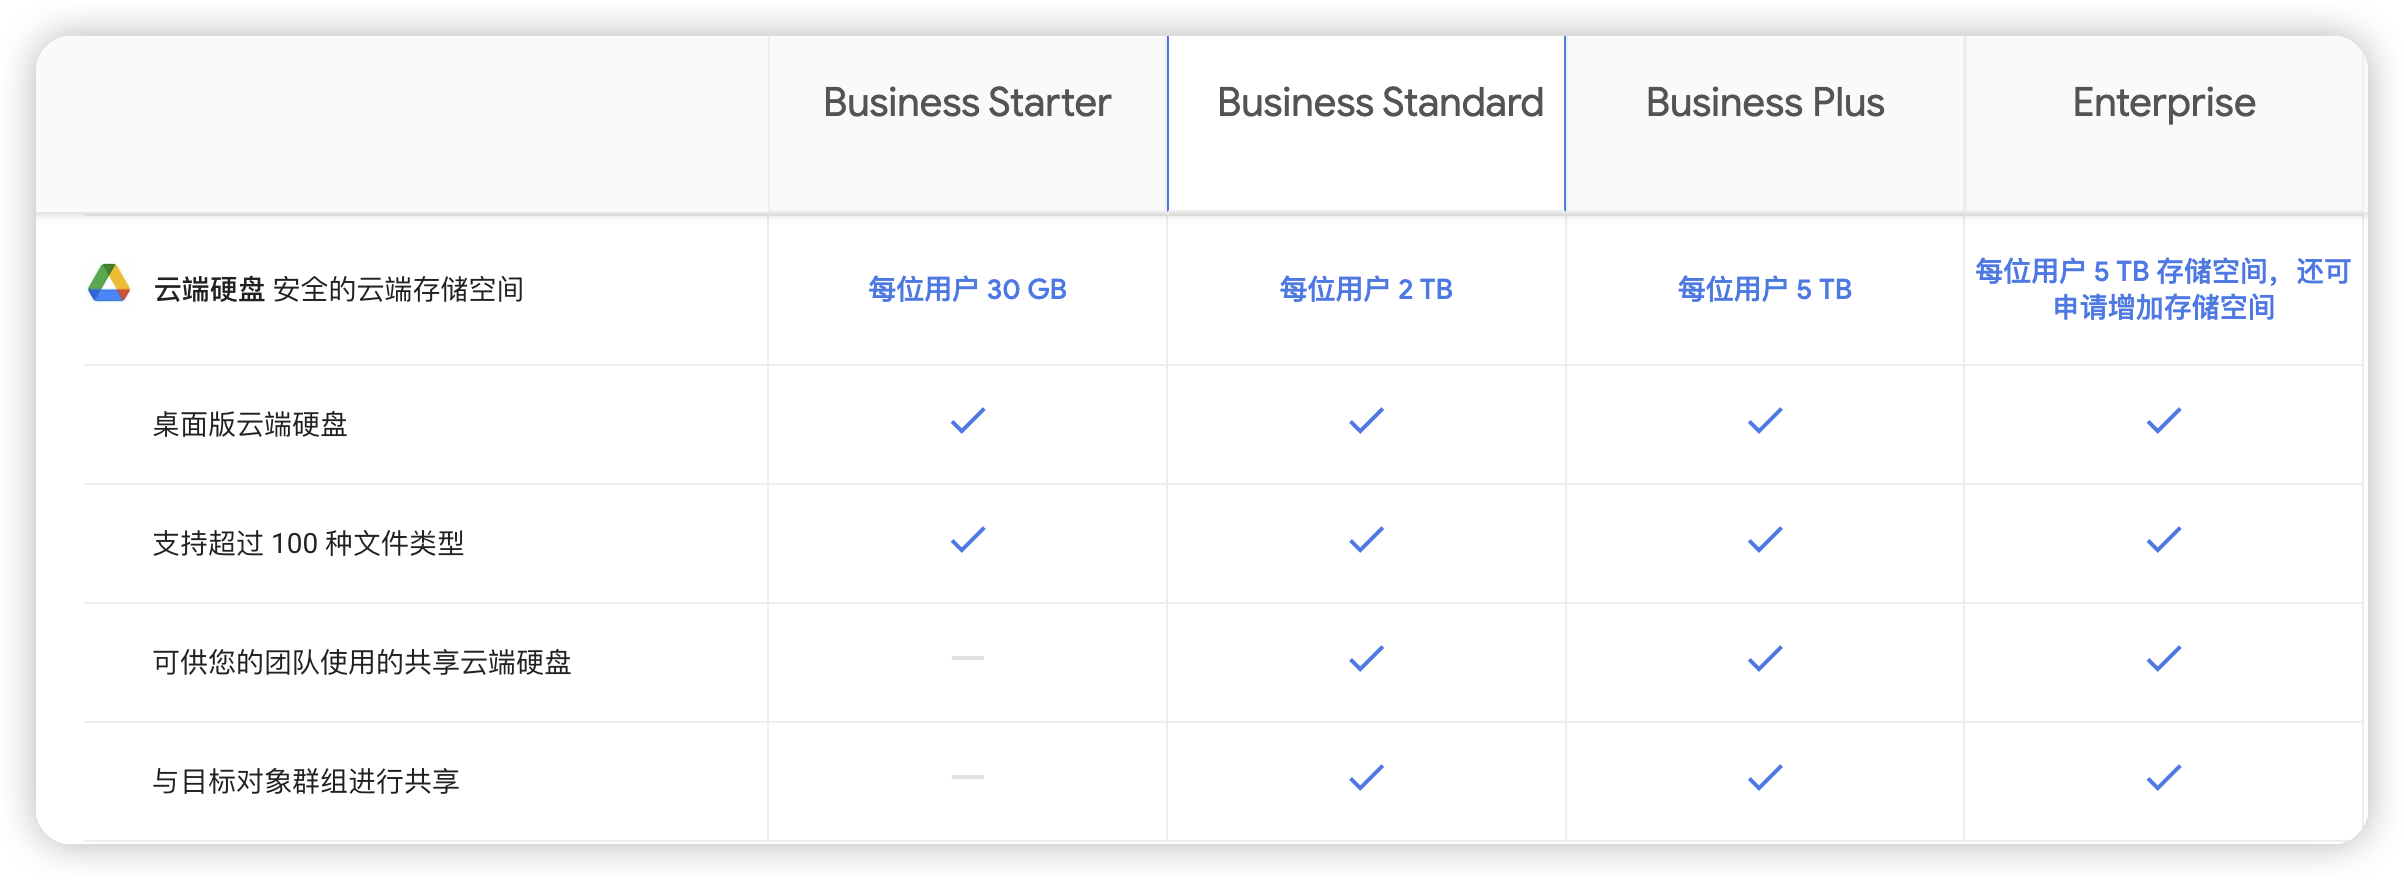 Business Starter
Business Standard
Business Plus
Enterprise
云端硬盘 安全的云端存储空间
每位用户 30 GB
每位用户 2 TB
每位用户 5 TB
每位用户 5 TB 存储空间，还可
申请增加存储空间
桌面版云端硬盘
支持超过 100 种文件类型
可供您的团队使用的共享云端硬盘
与目标对象群组进行共享